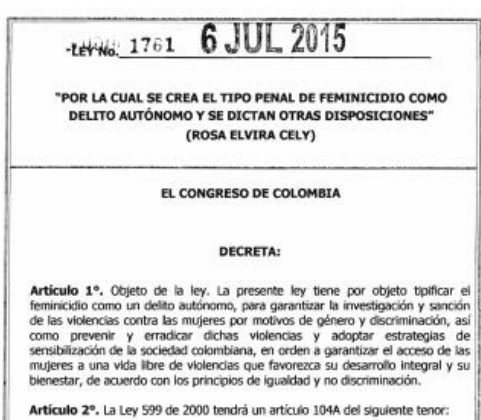 -LEY No. 1761 6 JUL 2015
"POR LA CUAL SE CREA EL TIPO PENAL DE FEMINICIDIO COMO
DELITO AUTÓNOMO Y SE DICTAN OTRAS DISPOSICIONES"
(ROSA ELVIRA CELY)
EL CONGRESO DE COLOMBIA
DECRETA:
Artículo 1º. Objeto de la ley. La presente ley tiene por objeto tipificar el
feminicidio como un delito autónomo, para garantizar la investigación y sanción
de las violencias contra las mujeres por motivos de género y discriminación, así
como prevenir y erradicar dichas violencias y adoptar estrategias de
sensibilización de la sociedad colombiana, en orden a garantizar el acceso de las
mujeres a una vida libre de violencias que favorezca su desarrollo integral y su
bienestar, de acuerdo con los principios de igualdad y no discriminación.
Artículo 2º. La Ley 599 de 2000 tendrá un artículo 104A del siguiente tenor: